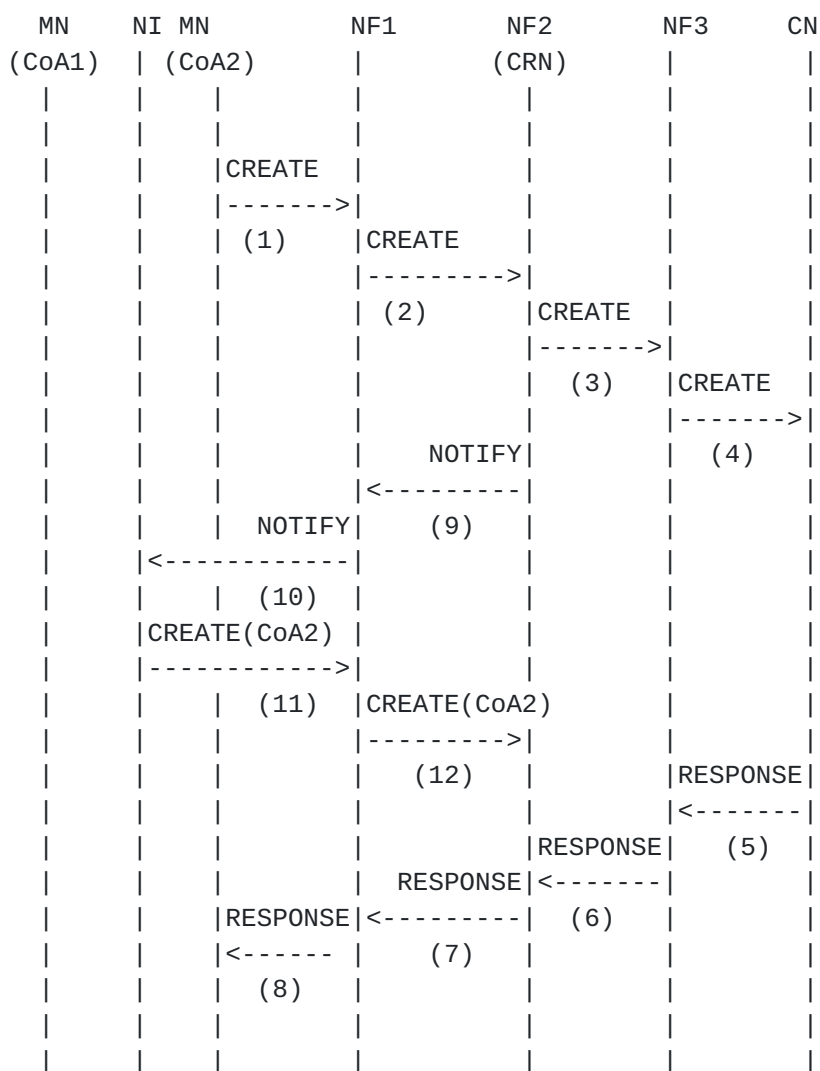 MN    NI MN         NF1       NF2      NF3    CN
(CoA1)  | (CoA2)      |        (CRN)      |        |
  |     |    |        |          |        |        |
  |     |    |        |          |        |        |
  |     |    |CREATE  |          |        |        |
  |     |    |------->|          |        |        |
  |     |    | (1)    |CREATE    |        |        |
  |     |    |        |--------->|        |        |
  |     |    |        | (2)      |CREATE  |        |
  |     |    |        |          |------->|        |
  |     |    |        |          |  (3)   |CREATE  |
  |     |    |        |          |        |------->|
  |     |    |        |    NOTIFY|        |  (4)   |
  |     |    |        |<---------|        |        |
  |     |    |  NOTIFY|    (9)   |        |        |
  |     |<------------|          |        |        |
  |     |    |  (10)  |          |        |        |
  |     |CREATE(CoA2) |          |        |        |
  |     |------------>|          |        |        |
  |     |    |  (11)  |CREATE(CoA2)       |        |
  |     |    |        |--------->|        |        |
  |     |    |        |   (12)   |        |RESPONSE|
  |     |    |        |          |        |<-------|
  |     |    |        |          |RESPONSE|   (5)  |
  |     |    |        |  RESPONSE|<-------|        |
  |     |    |RESPONSE|<---------|  (6)   |        |
  |     |    |<------ |    (7)   |        |        |
  |     |    |  (8)   |          |        |        |
  |     |    |        |          |        |        |
  |     |    |        |          |        |        |